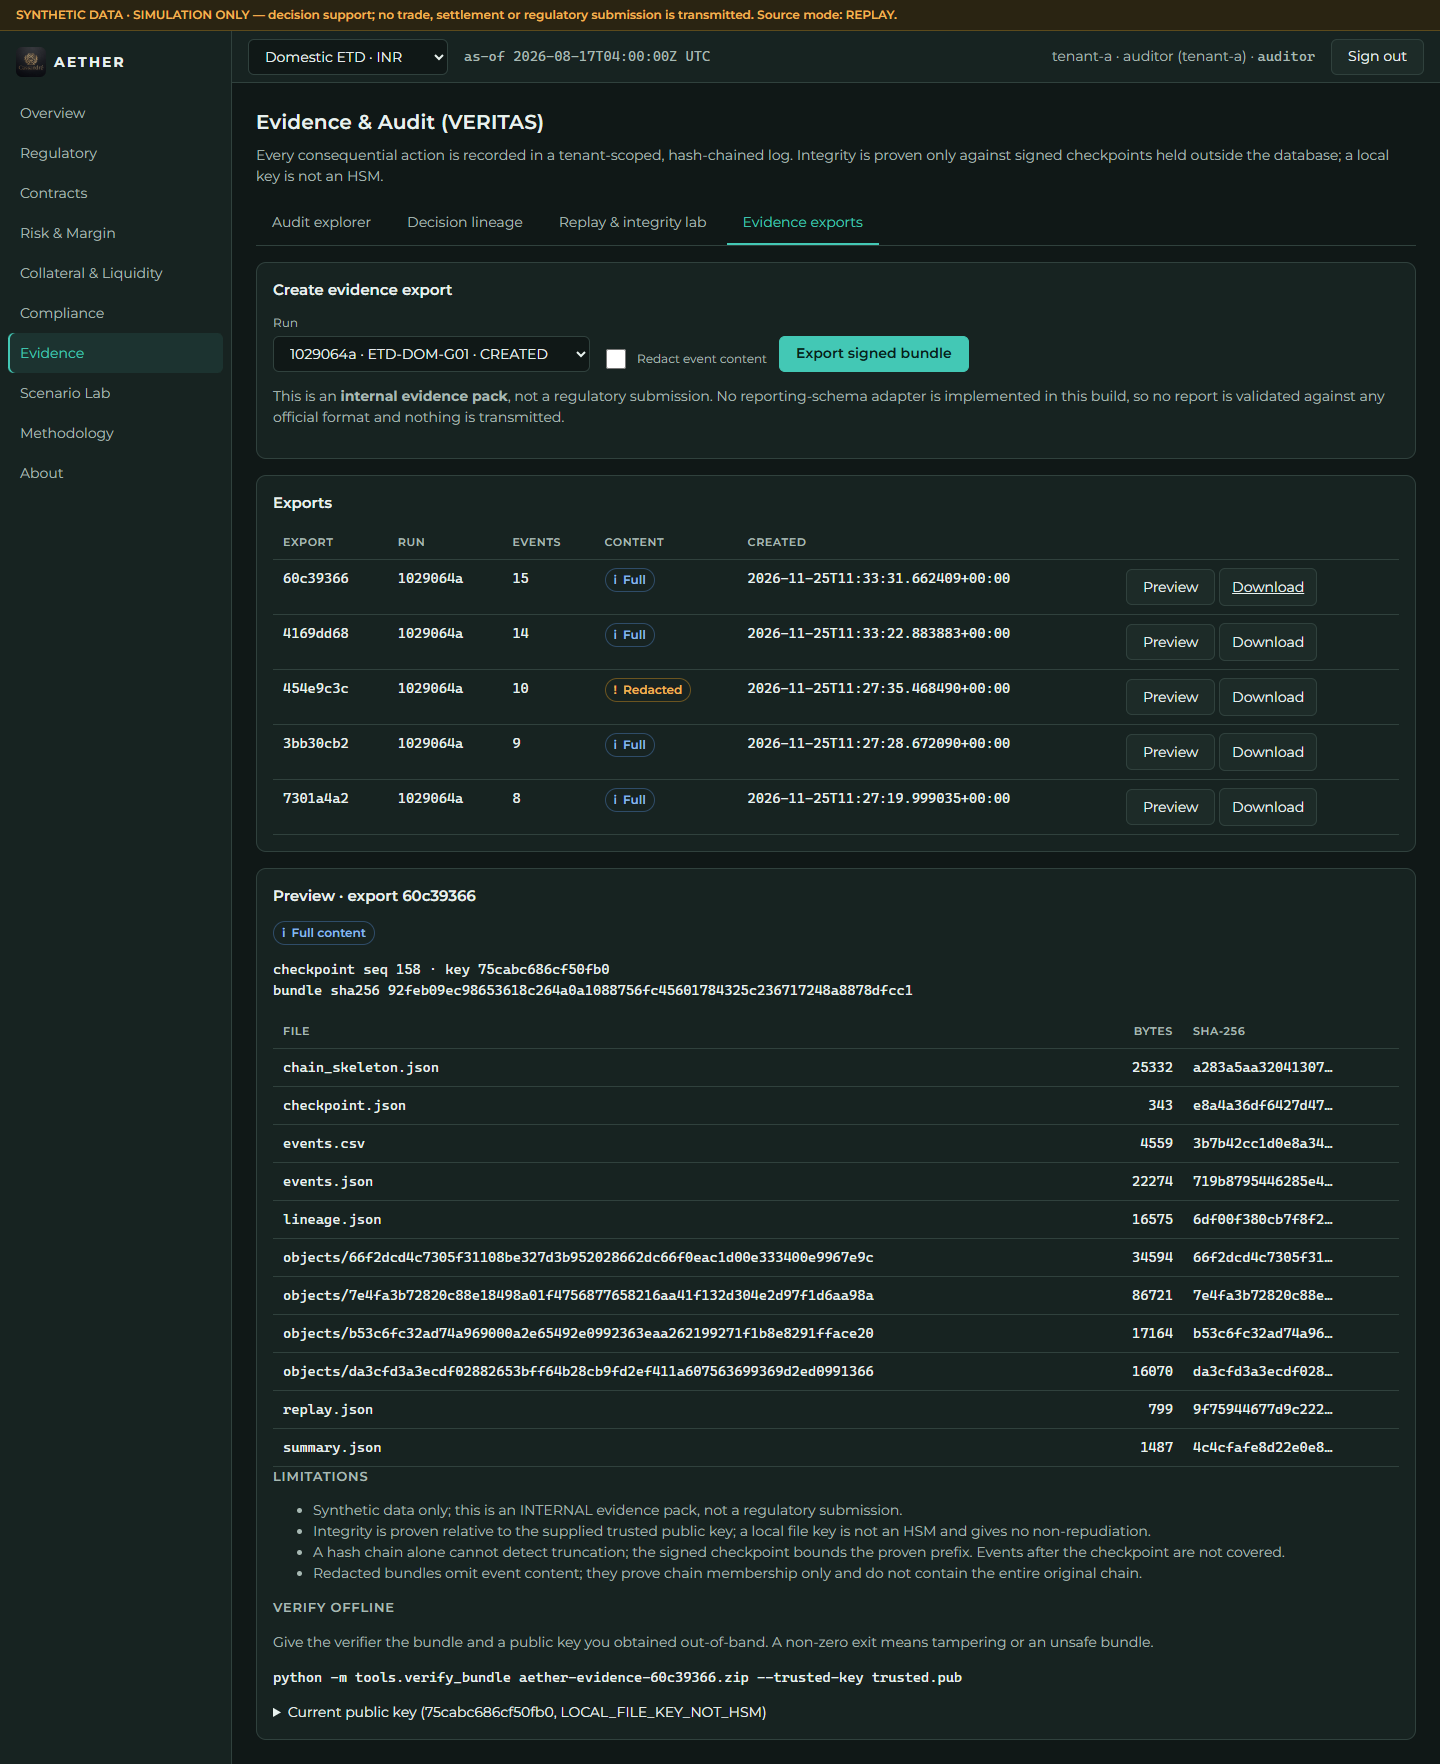 SYNTHETIC DATA · SIMULATION ONLY — decision support; no trade, settlement or regulatory submission is transmitted. Source mode: REPLAY.
AETHER
Domestic ETD · INR
as-of 2026-08-17T04:00:00Z UTC
tenant-a · auditor (tenant-a) · auditor
Sign out
Overview
Regulatory
Contracts
Risk & Margin
Collateral & Liquidity
Compliance
Evidence
Scenario Lab
Methodology
About
Evidence & Audit (VERITAS)
Every consequential action is recorded in a tenant-scoped, hash-chained log. Integrity is proven only against signed checkpoints held outside the database; a local
key is not an HSM.
Audit explorer
Decision lineage
Replay & integrity lab
Evidence exports
Create evidence export
Run
1029064a · ETD-DOM-G01 · CREATED
Redact event content
Export signed bundle
This is an internal evidence pack, not a regulatory submission. No reporting-schema adapter is implemented in this build, so no report is validated against any
official format and nothing is transmitted.
Exports
EXPORT RUN EVENTS CONTENT CREATED
60c39366 1029064a 15 i Full 2026-11-25T11:33:31.662409+00:00 Preview Download
4169dd68 1029064a 14 i Full 2026-11-25T11:33:22.883883+00:00 Preview Download
454e9c3c 1029064a 10 ! Redacted 2026-11-25T11:27:35.468490+00:00 Preview Download
3bb30cb2 1029064a 9 i Full 2026-11-25T11:27:28.672090+00:00 Preview Download
7301a4a2 1029064a 8 i Full 2026-11-25T11:27:19.999035+00:00 Preview Download
Preview · export 60c39366
i Full content
checkpoint seq 158 · key 75cabc686cf50fb0
bundle sha256 92feb09ec98653618c264a0a1088756fc45601784325c236717248a8878dfcc1
FILE BYTES SHA-256
chain_skeleton.json 25332 a283a5aa32041307…
checkpoint.json 343 e8a4a36df6427d47…
events.csv 4559 3b7b42cc1d0e8a34…
events.json 22274 719b8795446285e4…
lineage.json 16575 6df00f380cb7f8f2…
objects/66f2dcd4c7305f31108be327d3b952028662dc66f0eac1d00e333400e9967e9c 34594 66f2dcd4c7305f31…
objects/7e4fa3b72820c88e18498a01f4756877658216aa41f132d304e2d97f1d6aa98a 86721 7e4fa3b72820c88e…
objects/b53c6fc32ad74a969000a2e65492e0992363eaa262199271f1b8e8291fface20 17164 b53c6fc32ad74a96…
objects/da3cfd3a3ecdf02882653bff64b28cb9fd2ef411a607563699369d2ed0991366 16070 da3cfd3a3ecdf028…
replay.json 799 9f75944677d9c222…
summary.json 1487 4c4cfafe8d22e0e8…
LIMITATIONS
• Synthetic data only; this is an INTERNAL evidence pack, not a regulatory submission.
• Integrity is proven relative to the supplied trusted public key; a local file key is not an HSM and gives no non-repudiation.
• A hash chain alone cannot detect truncation; the signed checkpoint bounds the proven prefix. Events after the checkpoint are not covered.
• Redacted bundles omit event content; they prove chain membership only and do not contain the entire original chain.
VERIFY OFFLINE
Give the verifier the bundle and a public key you obtained out-of-band. A non-zero exit means tampering or an unsafe bundle.
python -m tools.verify_bundle aether-evidence-60c39366.zip --trusted-key trusted.pub
Current public key (75cabc686cf50fb0, LOCAL_FILE_KEY_NOT_HSM)